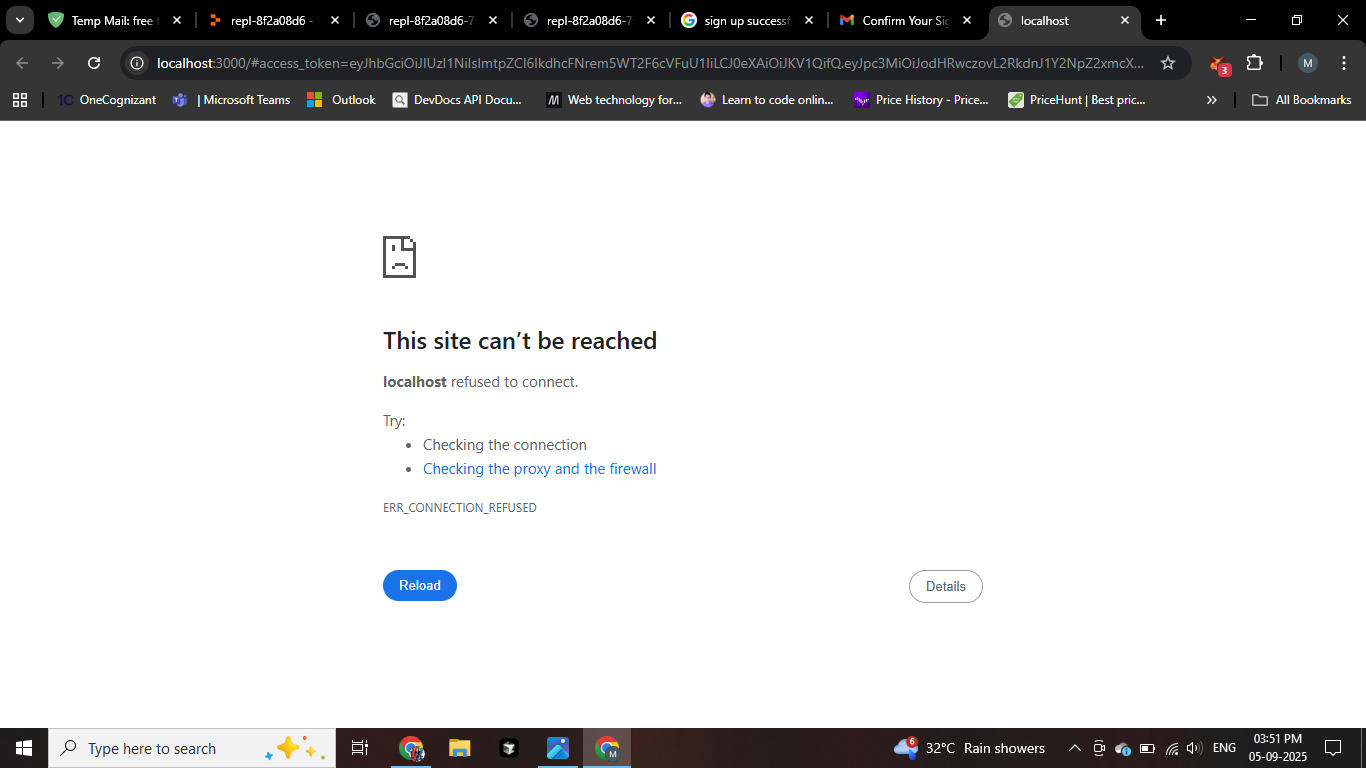 Temp Mail: free t
repl-8f2a08d6 -
repl-8f2a08d6-7
repl-8f2a08d6-7
sign up successf
Confirm Your Sig
localhost
localhost:3000/#access_token=
3
M
OneCognizant
| Microsoft Teams
Outlook
DevDocs API Docu...
Web technology for...
Learn to code onlin...
Price History - Price...
PriceHunt | Best pric...
All Bookmarks
This site can't be reached
localhost refused to connect.
Try:
• Checking the connection
• Checking the proxy and the firewall
ERR_CONNECTION_REFUSED
Reload
Details
Type here to search
6
32°C Rain showers
ENG
03:51 PM
05-09-2025